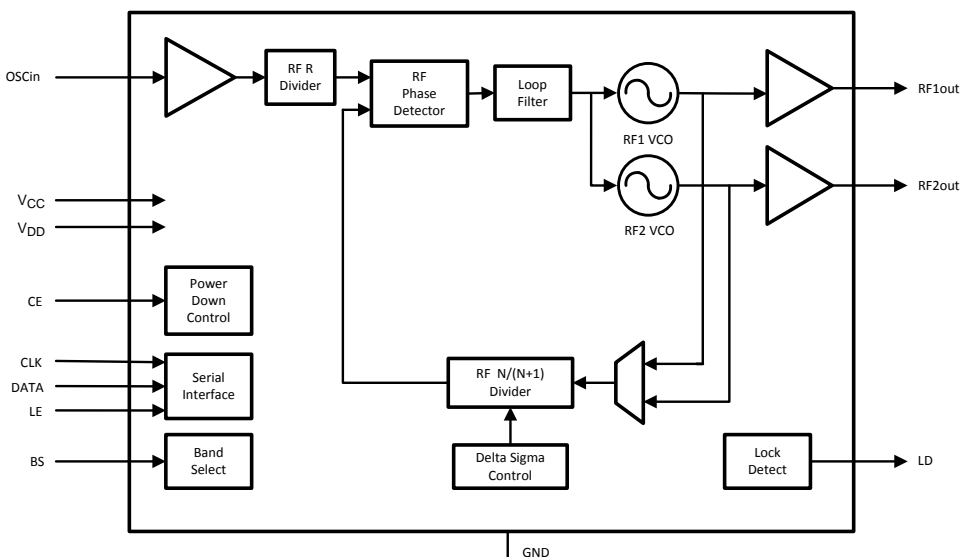 OSCin
RF R
Divider
RF
Phase
Detector
Loop
Filter
RF1 VCO
RF1out
RF2 VCO
RF2out
VCC
VDD
CE
Power
Down
Control
CLK
DATA
LE
Serial
Interface
RF N/(N+1)
Divider
BS
Band
Select
Delta Sigma
Control
Lock
Detect
LD
GND